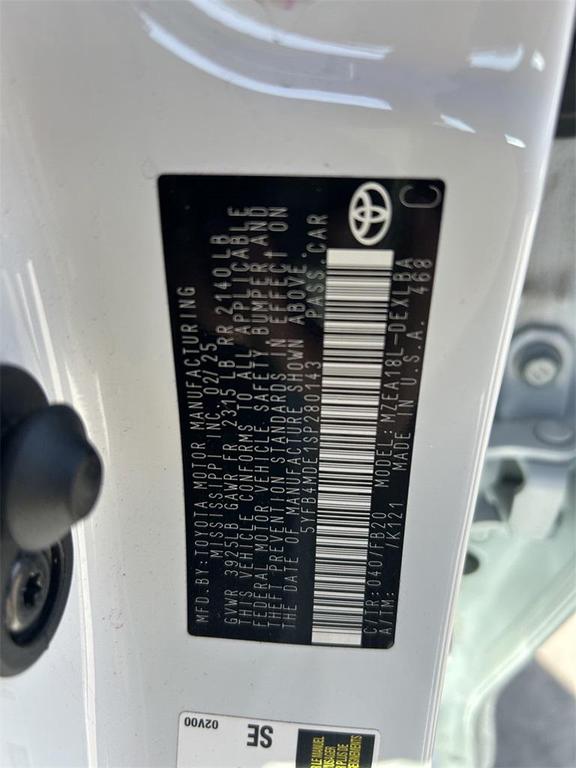 MFD. BY: TOYOTA MOTOR MANUFACTURING
MISSISSIPPI INC. 02/25
GVWR 3925LB GAWR FR 2315 LB RR 2140 LB
THIS VEHICLE CONFORMS TO ALL APPLICABLE
FEDERAL MOTOR VEHICLE SAFETY, BUMPER AND
THEFT PREVENTION STANDARDS IN EFFECT ON
THE DATE OF MANUFACTURE SHOWN ABOVE.
5YFB4MDE1SP280143 PASS.CAR
C/TR: 040/FB20 MODEL: MZEA18L-DEXLBA
A/TM: /K121 MADE IN U.S.A. 468
C
SE
02V00